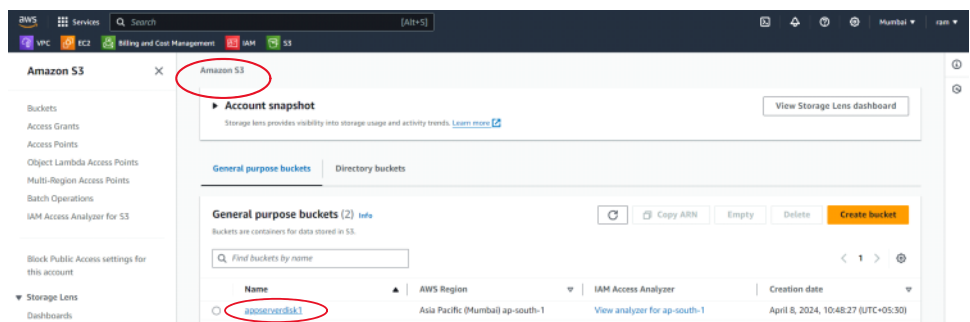 aws Services Search [Alt+S] Mumbai ▼ ram ▼
VPC EC2 Billing and Cost Management IAM S3
Amazon S3
Amazon S3
Buckets
Access Grants
Access Points
Object Lambda Access Points
Multi-Region Access Points
Batch Operations
IAM Access Analyzer for S3
Block Public Access settings for
this account
▼ Storage Lens
Dashboards
▶ Account snapshot
View Storage Lens dashboard
Storage lens provides visibility into storage usage and activity trends. Learn more
General purpose buckets Directory buckets
General purpose buckets (2) Info
Copy ARN Empty Delete Create bucket
Buckets are containers for data stored in S3.
Find buckets by name
1
Name ▲ AWS Region IAM Access Analyzer Creation date
appserverdisk1 Asia Pacific (Mumbai) ap-south-1 View analyzer for ap-south-1 April 8, 2024, 10:48:27 (UTC+05:30)